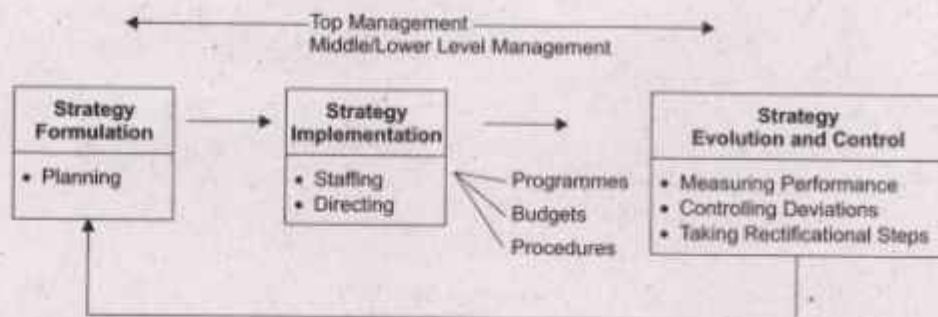 Top Management
Middle/Lower Level Management
Strategy
Formulation
• Planning
Strategy
Implementation
• Staffing
• Directing
Programmes
Budgets
Procedures
Strategy
Evolution and Control
• Measuring Performance
• Controlling Deviations
• Taking Rectificational Steps